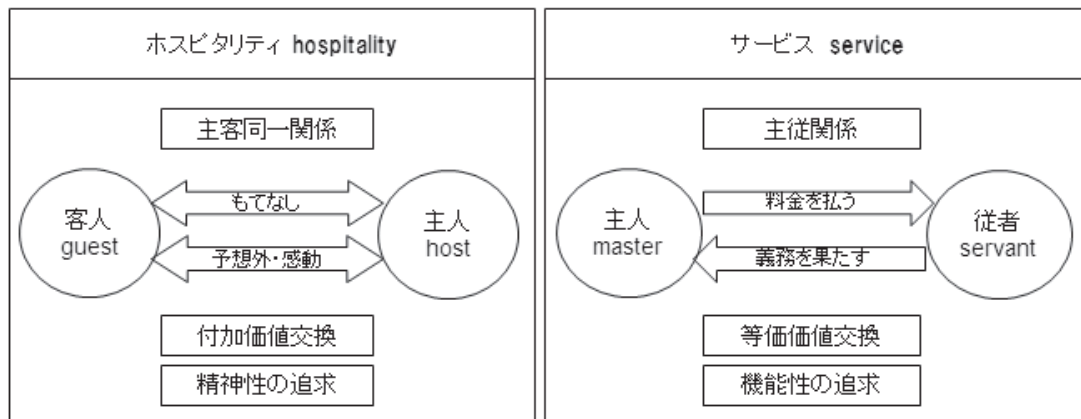 ホスピタリティ hospitality
主客同一関係
客人
guest
もてなし
予想外・感動
主人
host
付加価値交換
精神性の追求
サービス service
主従関係
主人
master
料金を払う
義務を果たす
従者
servant
等価価値交換
機能性の追求